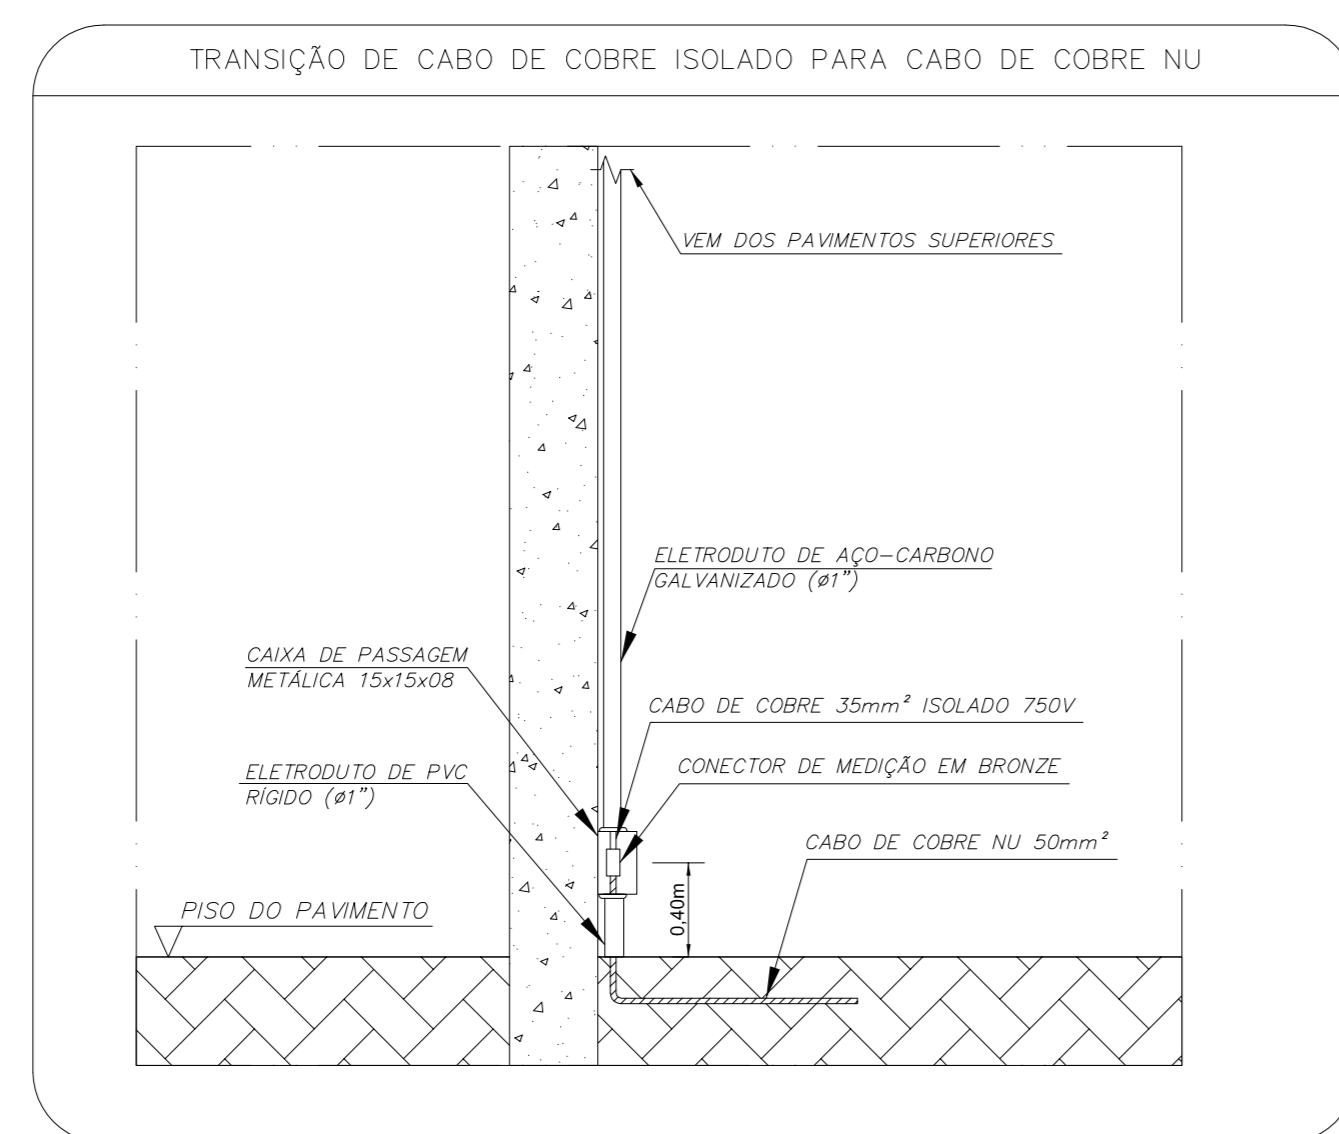 TRANSIÇÃO DE CABO DE COBRE ISOLADO PARA CABO DE COBRE NU
VEM DOS PAVIMENTOS SUPERIORES
ELETRODUTO DE AÇO-CARBONO
GALVANIZADO (ø1")
CAIXA DE PASSAGEM
METÁLICA 15x15x08
CABO DE COBRE 35mm² ISOLADO 750V
ELETRODUTO DE PVC
RÍGIDO (ø1")
CONECTOR DE MEDIÇÃO EM BRONZE
CABO DE COBRE NU 50mm²
0,40m
PISO DO PAVIMENTO